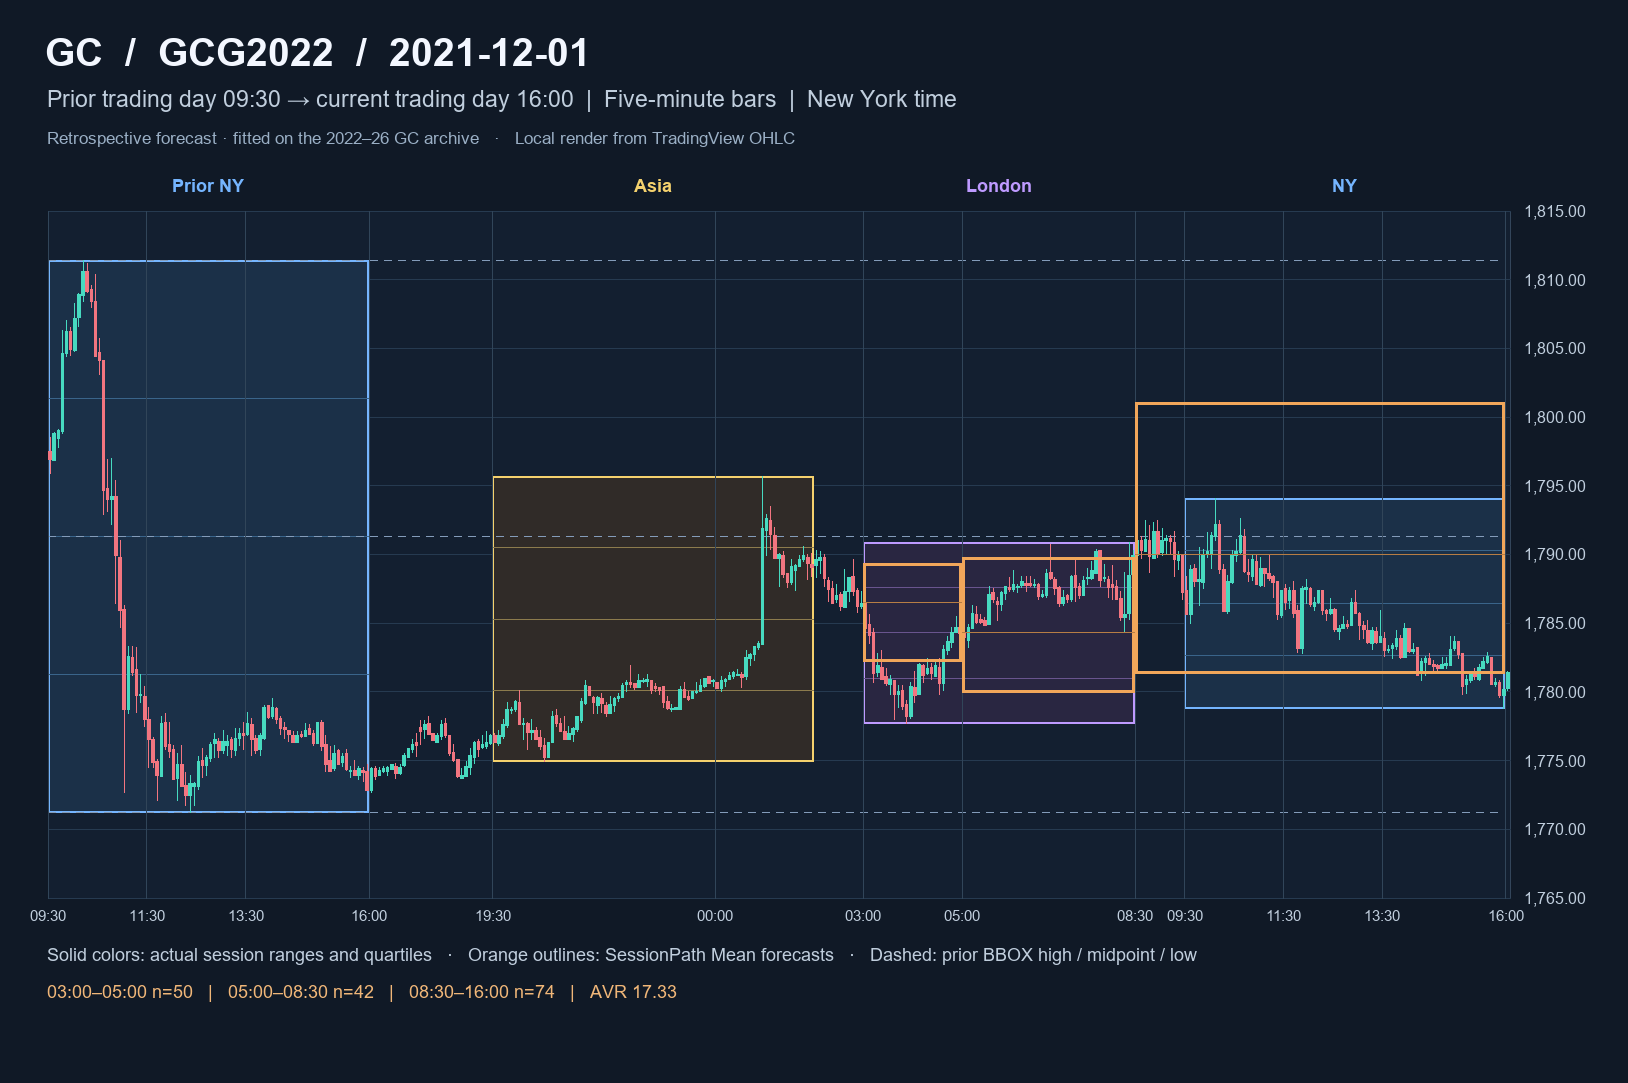 GC / GCG2022 / 2021-12-01
Prior trading day 09:30 → current trading day 16:00 | Five-minute bars | New York time
Retrospective forecast · fitted on the 2022–26 GC archive · Local render from TradingView OHLC
Prior NY Asia London NY
1,815.00
1,810.00
1,805.00
1,800.00
1,795.00
1,790.00
1,785.00
1,780.00
1,775.00
1,770.00
1,765.00
09:30 11:30 13:30 16:00 19:30 00:00 03:00 05:00 08:30 09:30 11:30 13:30 16:00
Solid colors: actual session ranges and quartiles · Orange outlines: SessionPath Mean forecasts · Dashed: prior BBOX high / midpoint / low
03:00–05:00 n=50 | 05:00–08:30 n=42 | 08:30–16:00 n=74 | AVR 17.33